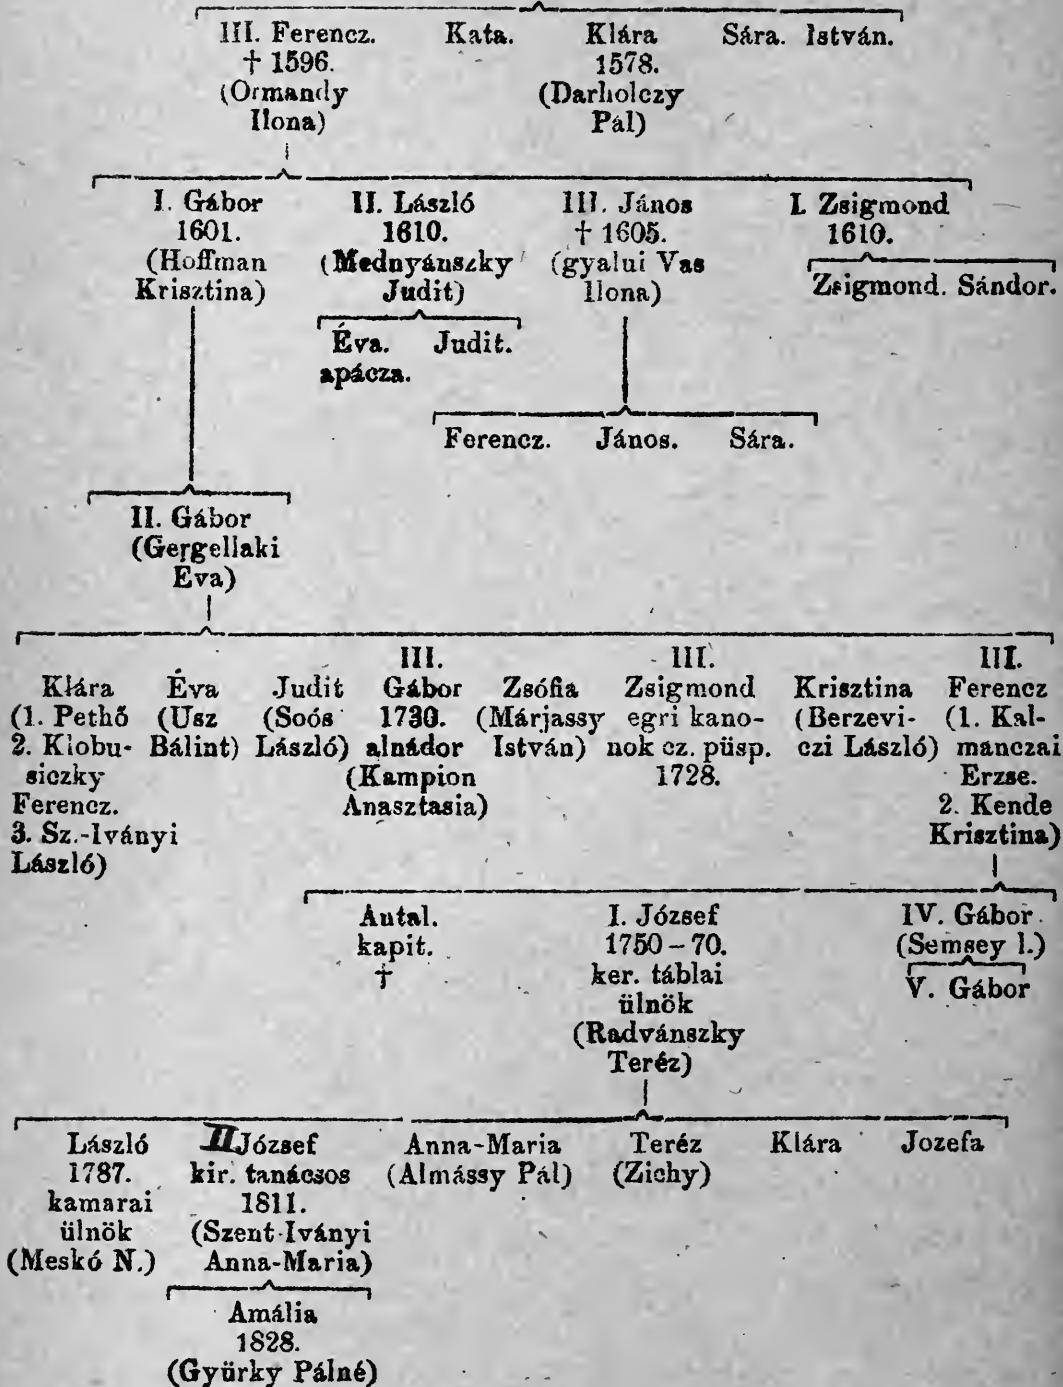 III. Ferencz. Kata. Klára Sára. István.
† 1596. 1578.
(Ormandy (Darholczy
Ilona) Pál)
I. Gábor II. László III. János I. Zsigmond
1601. 1610. † 1605. 1610.
(Hoffman (Mednyánszky (gyalui Vas
Krisztina) Judit) Ilona) Zsigmond. Sándor.
Éva. Judit.
apácza.
Ferencz. János. Sára.
II. Gábor
(Gergellaki
Eva)
III. III. III.
Klára Éva Judit Gábor Zsófia Zsigmond Krisztina Ferencz
(1. Pethő (Usz (Soós 1730. (Márjassy egri kano- (Berzevi- (1. Kal-
2. Klobu- Bálint) László) alnádor István) nok cz. püsp. czi László) manczai
siczky (Kampion 1728. Erzse.
Ferencz. Anasztasia) 2. Kende
3. Sz.-Iványi Krisztina)
László)
Antal. I. József IV. Gábor
kapit. 1750–70. (Semsey I.)
† ker. táblai V. Gábor
ülnök
(Radvánszky
Teréz)
László II József Anna-Maria Teréz Klára Jozefa
1787. kir. tanácsos (Almássy Pál) (Zichy)
kamarai 1811.
ülnök (Szent-Iványi
(Meskó N.) Anna-Maria)
Amália
1828.
(Gyürky Pálné)